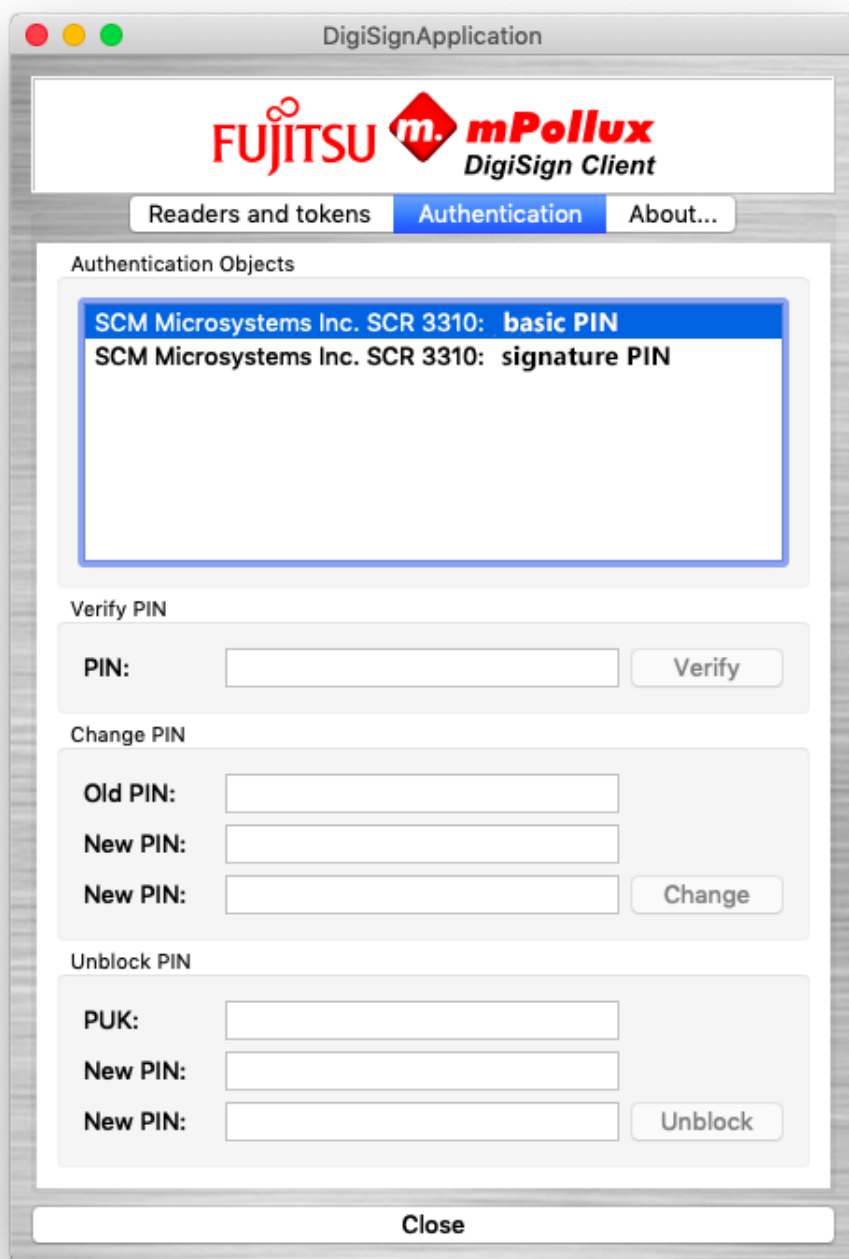 DigiSignApplication
FUJITSU m. mPollux
DigiSign Client
Readers and tokens Authentication About...
Authentication Objects
SCM Microsystems Inc. SCR 3310: basic PIN
SCM Microsystems Inc. SCR 3310: signature PIN
Verify PIN
PIN: Verify
Change PIN
Old PIN:
New PIN:
New PIN: Change
Unblock PIN
PUK:
New PIN:
New PIN: Unblock
Close